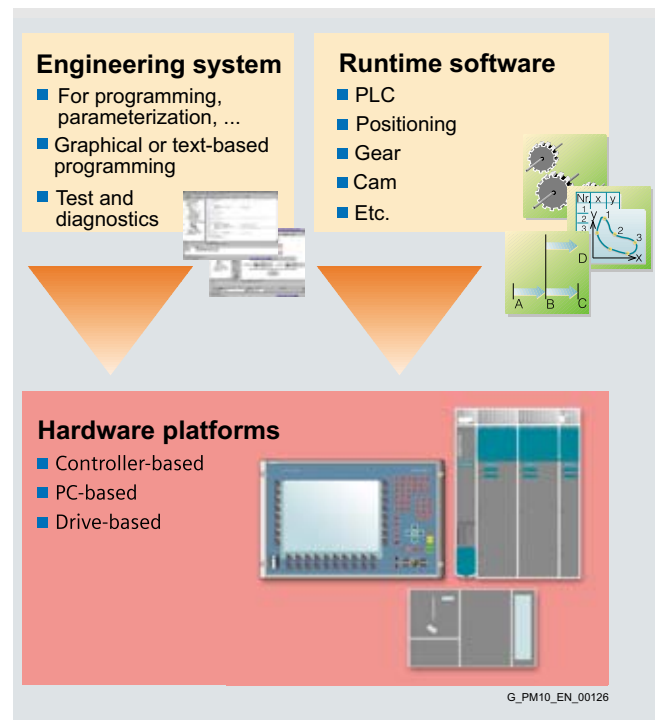 Engineering system
For programming,
parameterization, ...
Graphical or text-based
programming
Test and
diagnostics
Runtime software
PLC
Positioning
Gear
Cam
Etc.
Nr. x y
1
2
3
y 1
2
3
x
D
A B C
Hardware platforms
Controller-based
PC-based
Drive-based
G_PM10_EN_00126